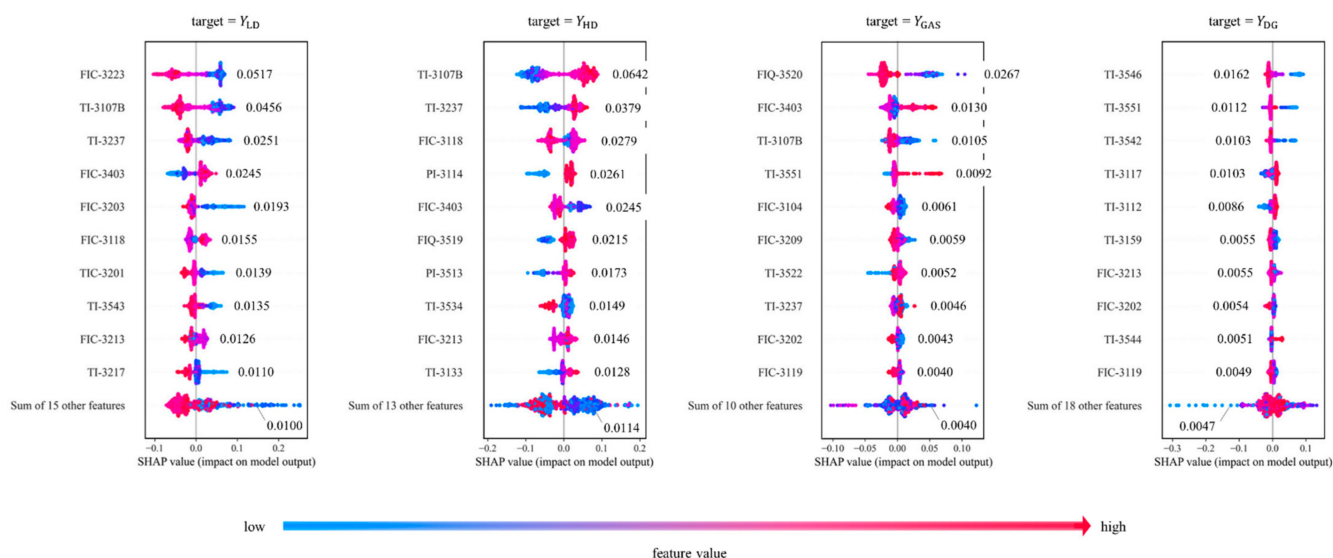 target = Y_LD
FIC-3223 0.0517
TI-3107B 0.0456
TI-3237 0.0251
FIC-3403 0.0245
FIC-3203 0.0193
FIC-3118 0.0155
TIC-3201 0.0139
TI-3543 0.0135
FIC-3213 0.0126
TI-3217 0.0110
Sum of 15 other features 0.0100
−0.1 0.0 0.1 0.2
SHAP value (impact on model output)
target = Y_HD
TI-3107B 0.0642
TI-3237 0.0379
FIC-3118 0.0279
PI-3114 0.0261
FIC-3403 0.0245
FIQ-3519 0.0215
PI-3513 0.0173
TI-3534 0.0149
FIC-3213 0.0146
TI-3133 0.0128
Sum of 13 other features 0.0114
−0.2 −0.1 0.0 0.1 0.2
SHAP value (impact on model output)
target = Y_GAS
FIQ-3520 0.0267
FIC-3403 0.0130
TI-3107B 0.0105
TI-3551 0.0092
FIC-3104 0.0061
FIC-3209 0.0059
TI-3522 0.0052
TI-3237 0.0046
FIC-3202 0.0043
FIC-3119 0.0040
Sum of 10 other features 0.0040
−0.10 −0.05 0.00 0.05 0.10
SHAP value (impact on model output)
target = Y_DG
TI-3546 0.0162
TI-3551 0.0112
TI-3542 0.0103
TI-3117 0.0103
TI-3112 0.0086
TI-3159 0.0055
FIC-3213 0.0055
FIC-3202 0.0054
TI-3544 0.0051
FIC-3119 0.0049
Sum of 18 other features 0.0047
−0.3 −0.2 −0.1 0.0 0.1
SHAP value (impact on model output)
low high
feature value